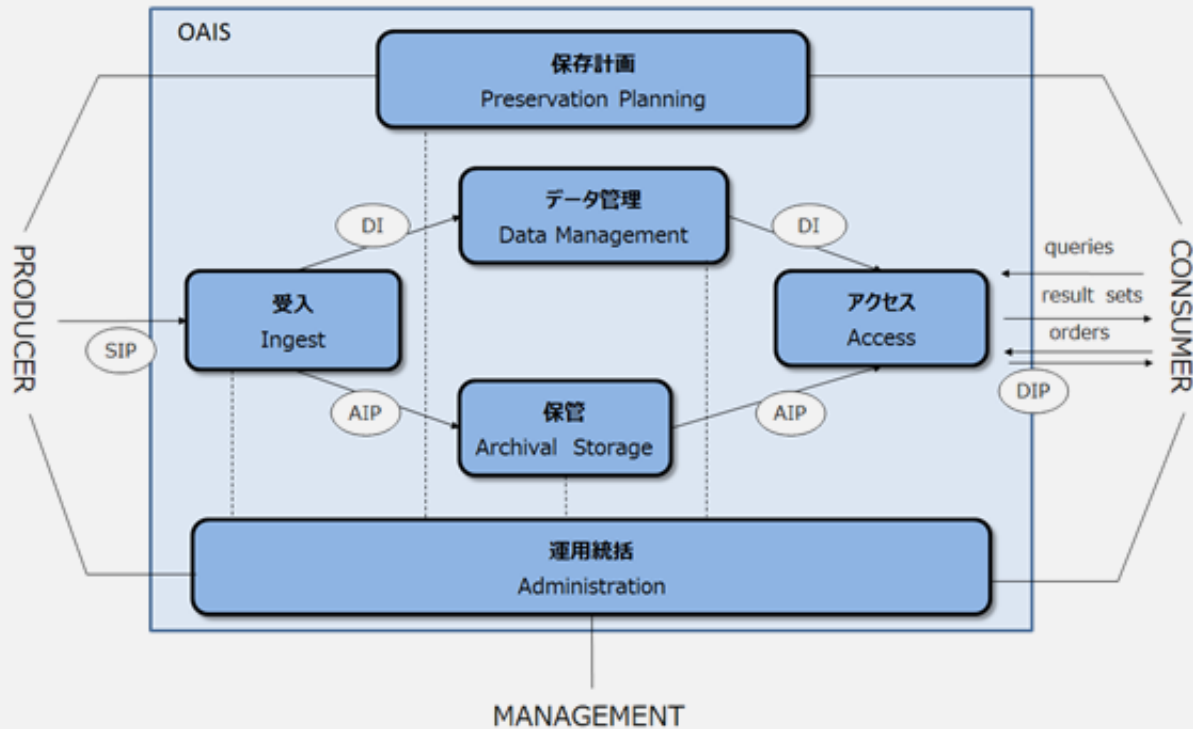 OAIS
保存計画
Preservation Planning
データ管理
Data Management
DI
DI
PRODUCER
CONSUMER
queries
受入
Ingest
アクセス
Access
result sets
orders
SIP
DIP
AIP
保管
Archival Storage
AIP
運用統括
Administration
MANAGEMENT